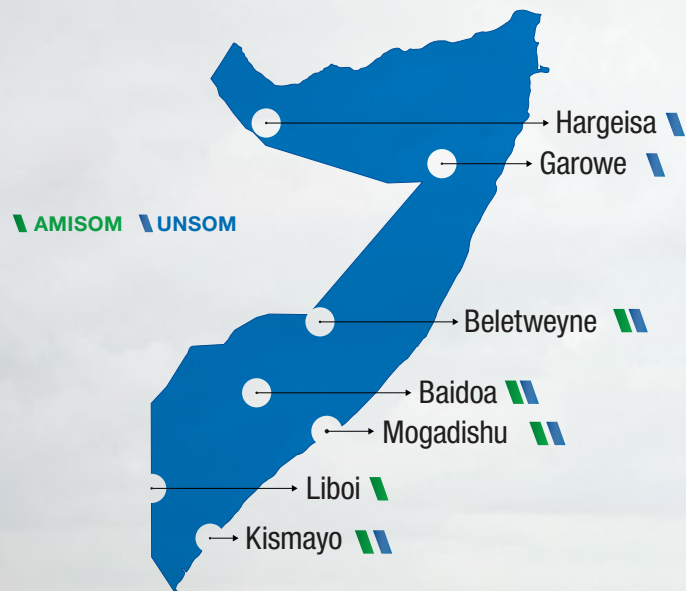 Hargeisa
Garowe
AMISOM UNSOM
Beletweyne
Baidoa
Mogadishu
Liboi
Kismayo